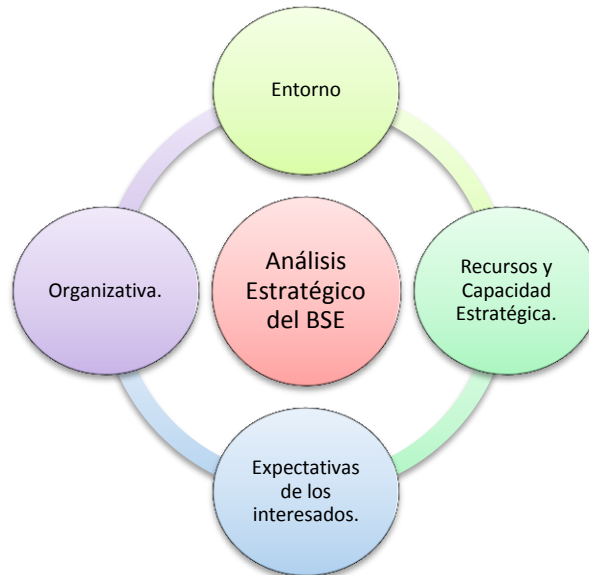 Entorno
Organizativa.
Análisis
Estratégico
del BSE
Recursos y
Capacidad
Estratégica.
Expectativas
de los
interesados.